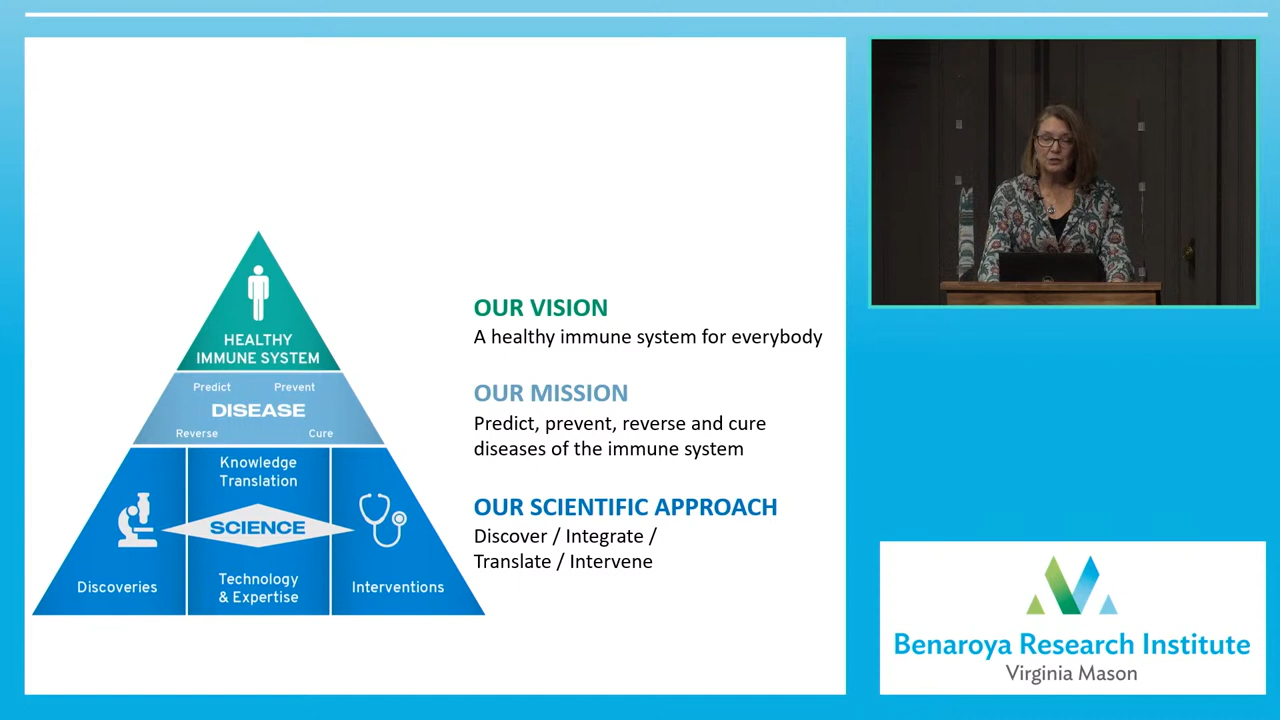 HEALTHY
IMMUNE SYSTEM
Predict Prevent
DISEASE
Reverse Cure
Knowledge
Translation
SCIENCE
Discoveries
Technology
& Expertise
Interventions
OUR VISION
A healthy immune system for everybody
OUR MISSION
Predict, prevent, reverse and cure
diseases of the immune system
OUR SCIENTIFIC APPROACH
Discover / Integrate /
Translate / Intervene
Benaroya Research Institute
Virginia Mason